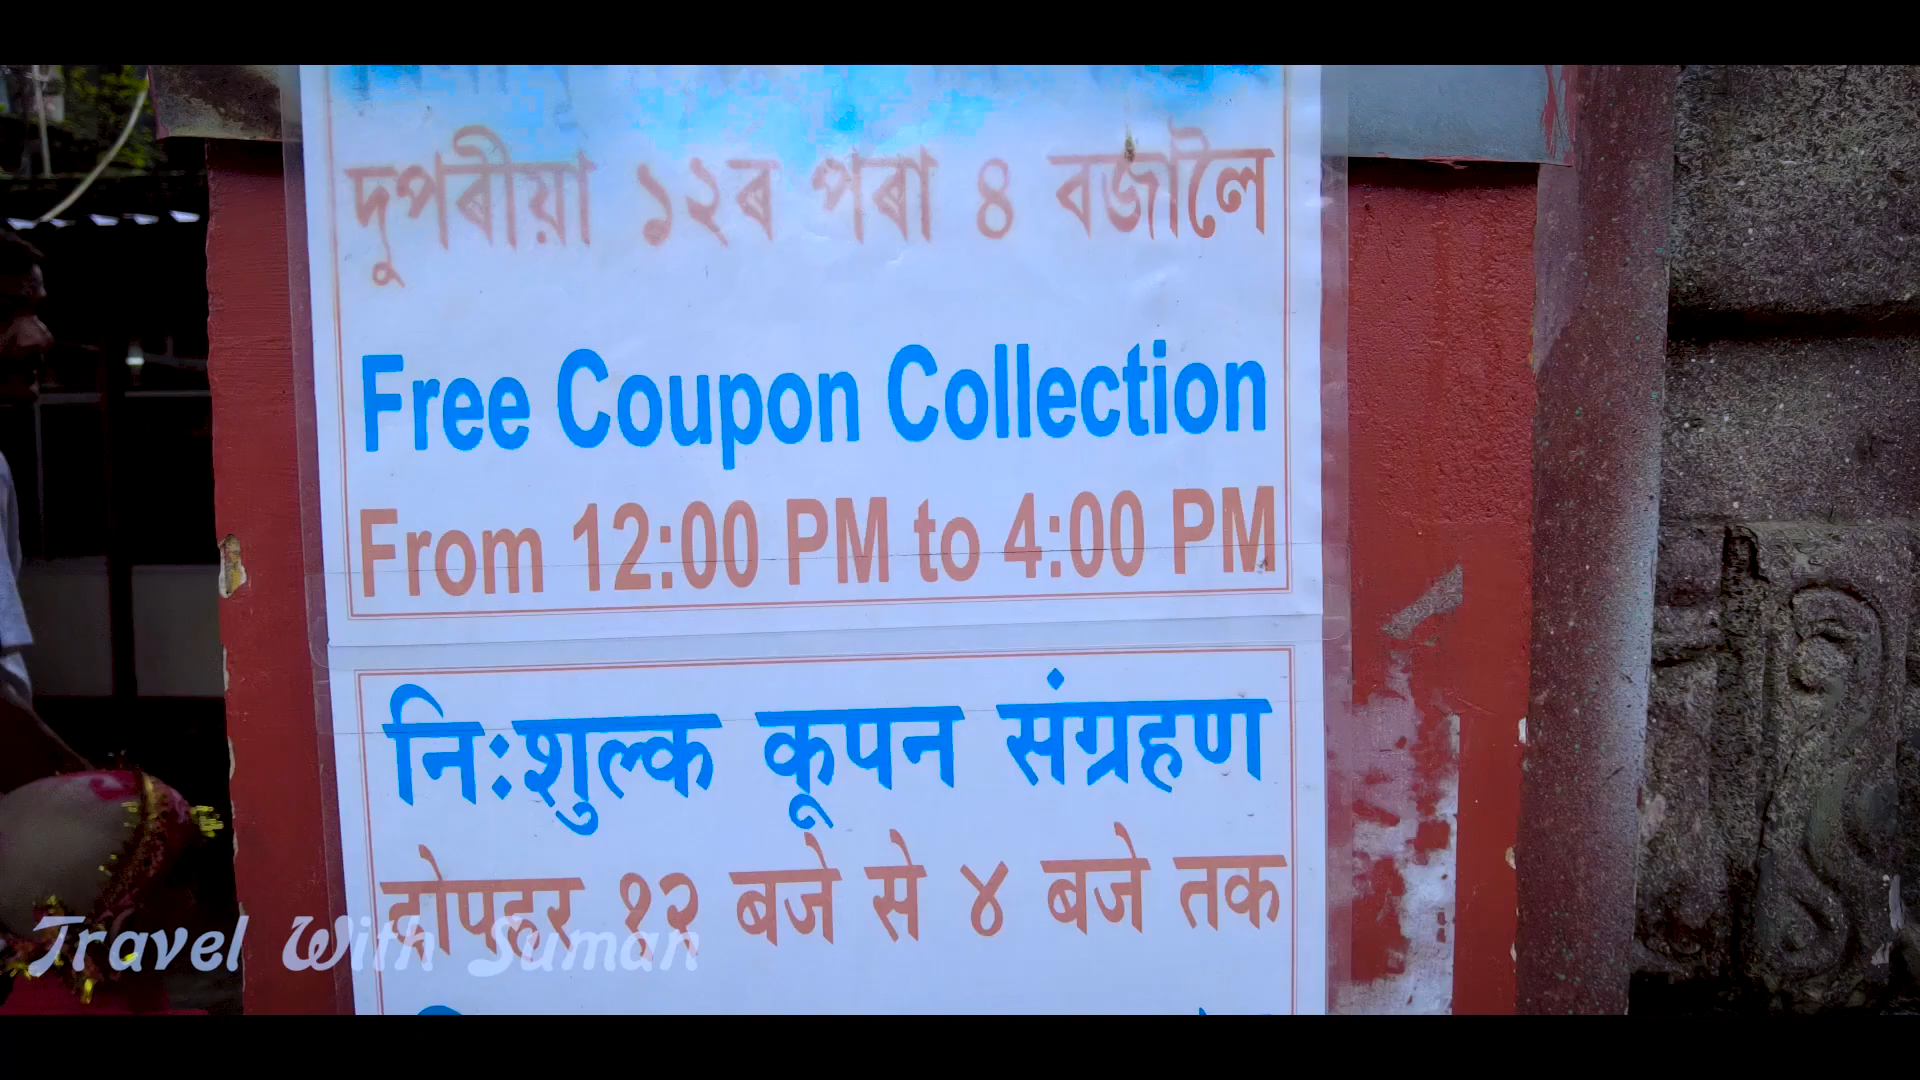 দুপৰীয়া ১২ৰ পৰা ৪ বজালৈ
Free Coupon Collection
From 12:00 PM to 4:00 PM
नि:शुल्क कूपन संग्रहण
दोपहर १२ बजे से ४ बजे तक
Travel With Suman